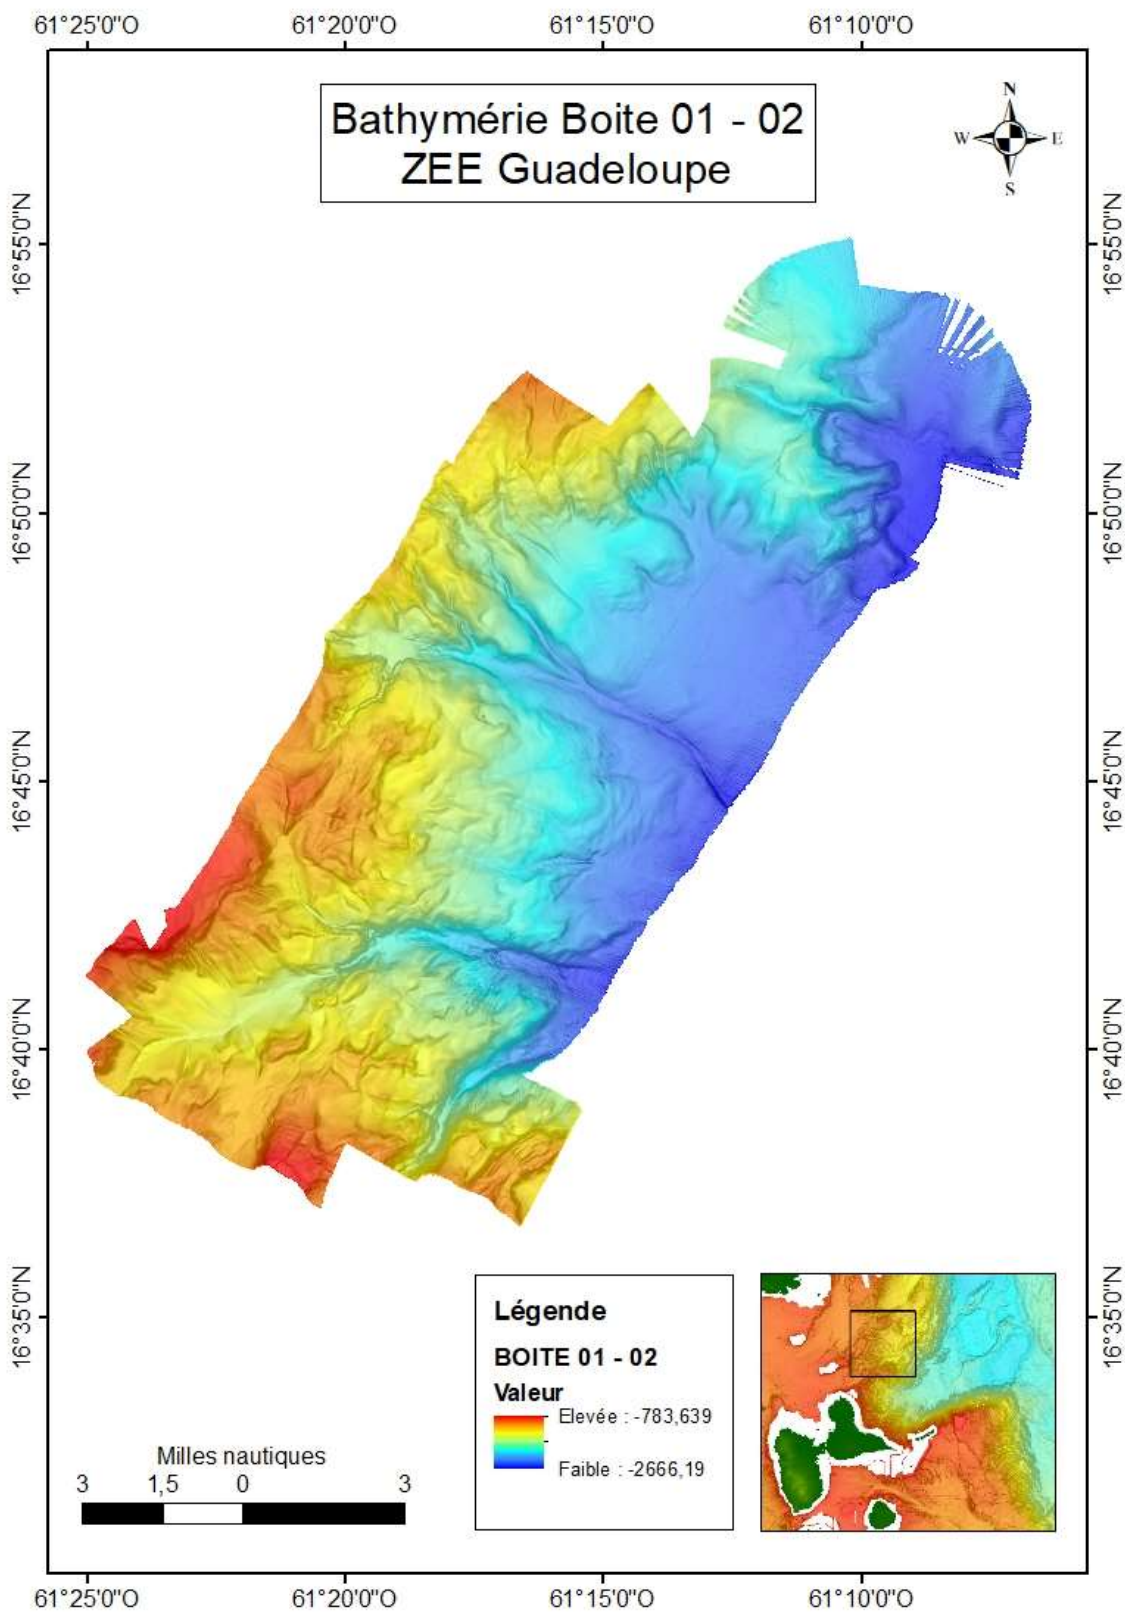 61°25'0"O 61°20'0"O 61°15'0"O 61°10'0"O
Bathymérie Boite 01 - 02
ZEE Guadeloupe
N
W E
S
16°55'0"N 16°55'0"N
16°50'0"N 16°50'0"N
16°45'0"N 16°45'0"N
16°40'0"N 16°40'0"N
16°35'0"N 16°35'0"N
Légende
BOITE 01 - 02
Valeur
Elevée : -783,639
Faible : -2666,19
Milles nautiques
3 1,5 0 3
61°25'0"O 61°20'0"O 61°15'0"O 61°10'0"O